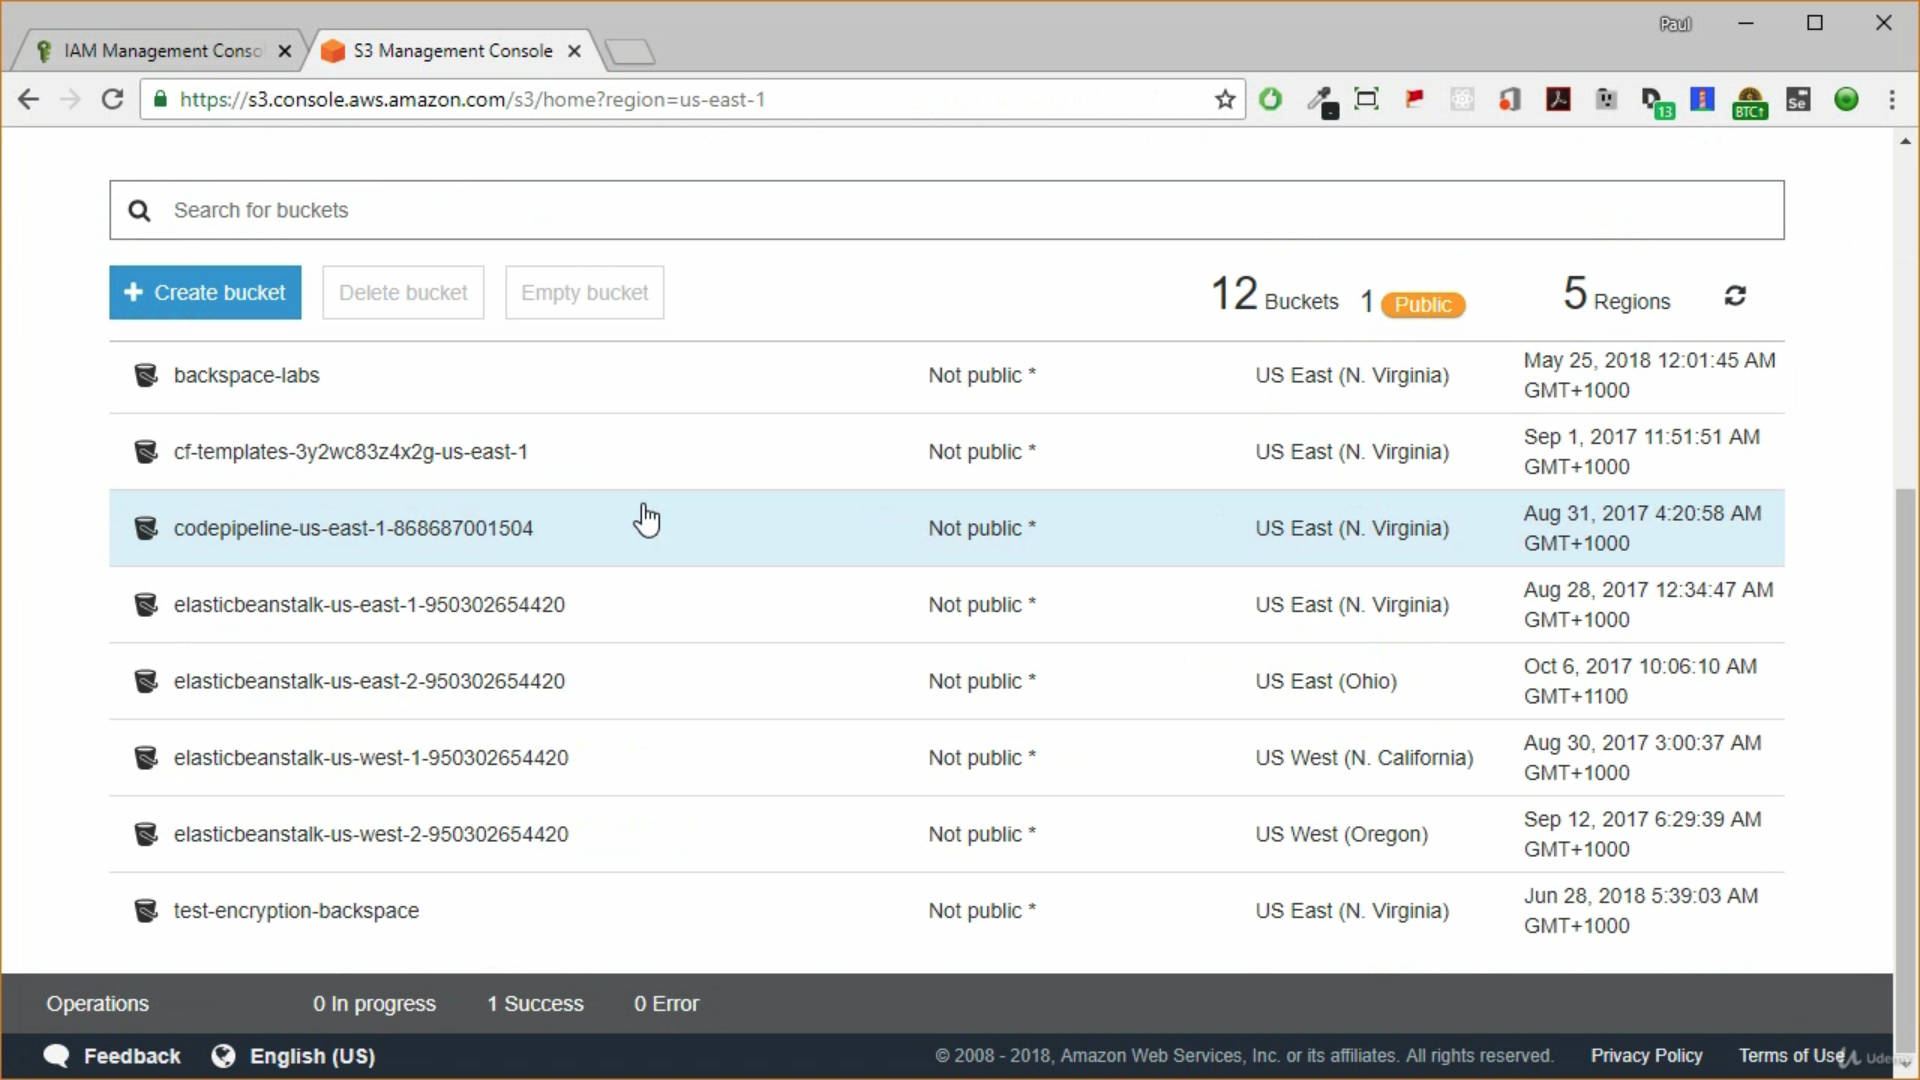 Paul
IAM Management Conso
S3 Management Console
https://s3.console.aws.amazon.com/s3/home?region=us-east-1
13
BTC↑
Se
Search for buckets
+ Create bucket
Delete bucket
Empty bucket
12 Buckets 1 Public
5 Regions
backspace-labs Not public * US East (N. Virginia) May 25, 2018 12:01:45 AM
GMT+1000
cf-templates-3y2wc83z4x2g-us-east-1 Not public * US East (N. Virginia) Sep 1, 2017 11:51:51 AM
GMT+1000
codepipeline-us-east-1-868687001504 Not public * US East (N. Virginia) Aug 31, 2017 4:20:58 AM
GMT+1000
elasticbeanstalk-us-east-1-950302654420 Not public * US East (N. Virginia) Aug 28, 2017 12:34:47 AM
GMT+1000
elasticbeanstalk-us-east-2-950302654420 Not public * US East (Ohio) Oct 6, 2017 10:06:10 AM
GMT+1100
elasticbeanstalk-us-west-1-950302654420 Not public * US West (N. California) Aug 30, 2017 3:00:37 AM
GMT+1000
elasticbeanstalk-us-west-2-950302654420 Not public * US West (Oregon) Sep 12, 2017 6:29:39 AM
GMT+1000
test-encryption-backspace Not public * US East (N. Virginia) Jun 28, 2018 5:39:03 AM
GMT+1000
Operations 0 In progress 1 Success 0 Error
Feedback English (US) © 2008 - 2018, Amazon Web Services, Inc. or its affiliates. All rights reserved. Privacy Policy Terms of Use